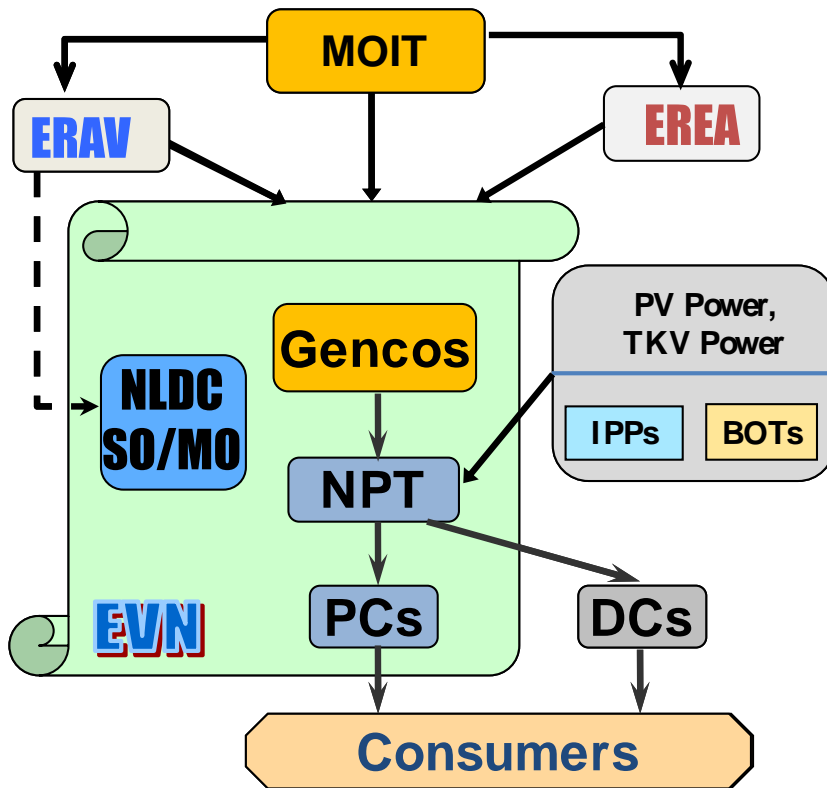 MOIT
ERAV
EREA
PV Power,
TKV Power
Gencos
NLDC
SO/MO
IPPs
BOTs
NPT
EVN
PCs
DCs
Consumers